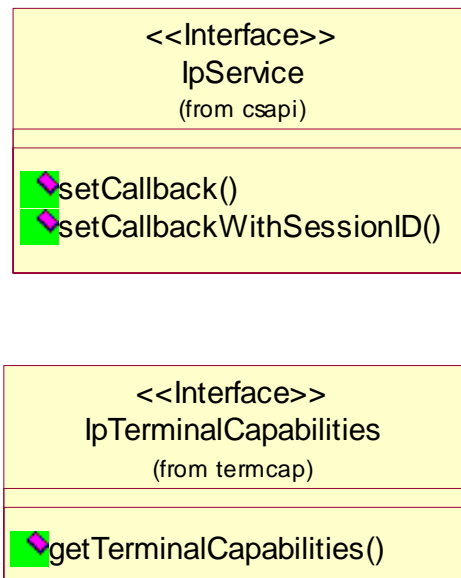 <<Interface>>
IpService
(from csapi)
setCallback()
setCallbackWithSessionID()
<<Interface>>
IpTerminalCapabilities
(from termcap)
getTerminalCapabilities()